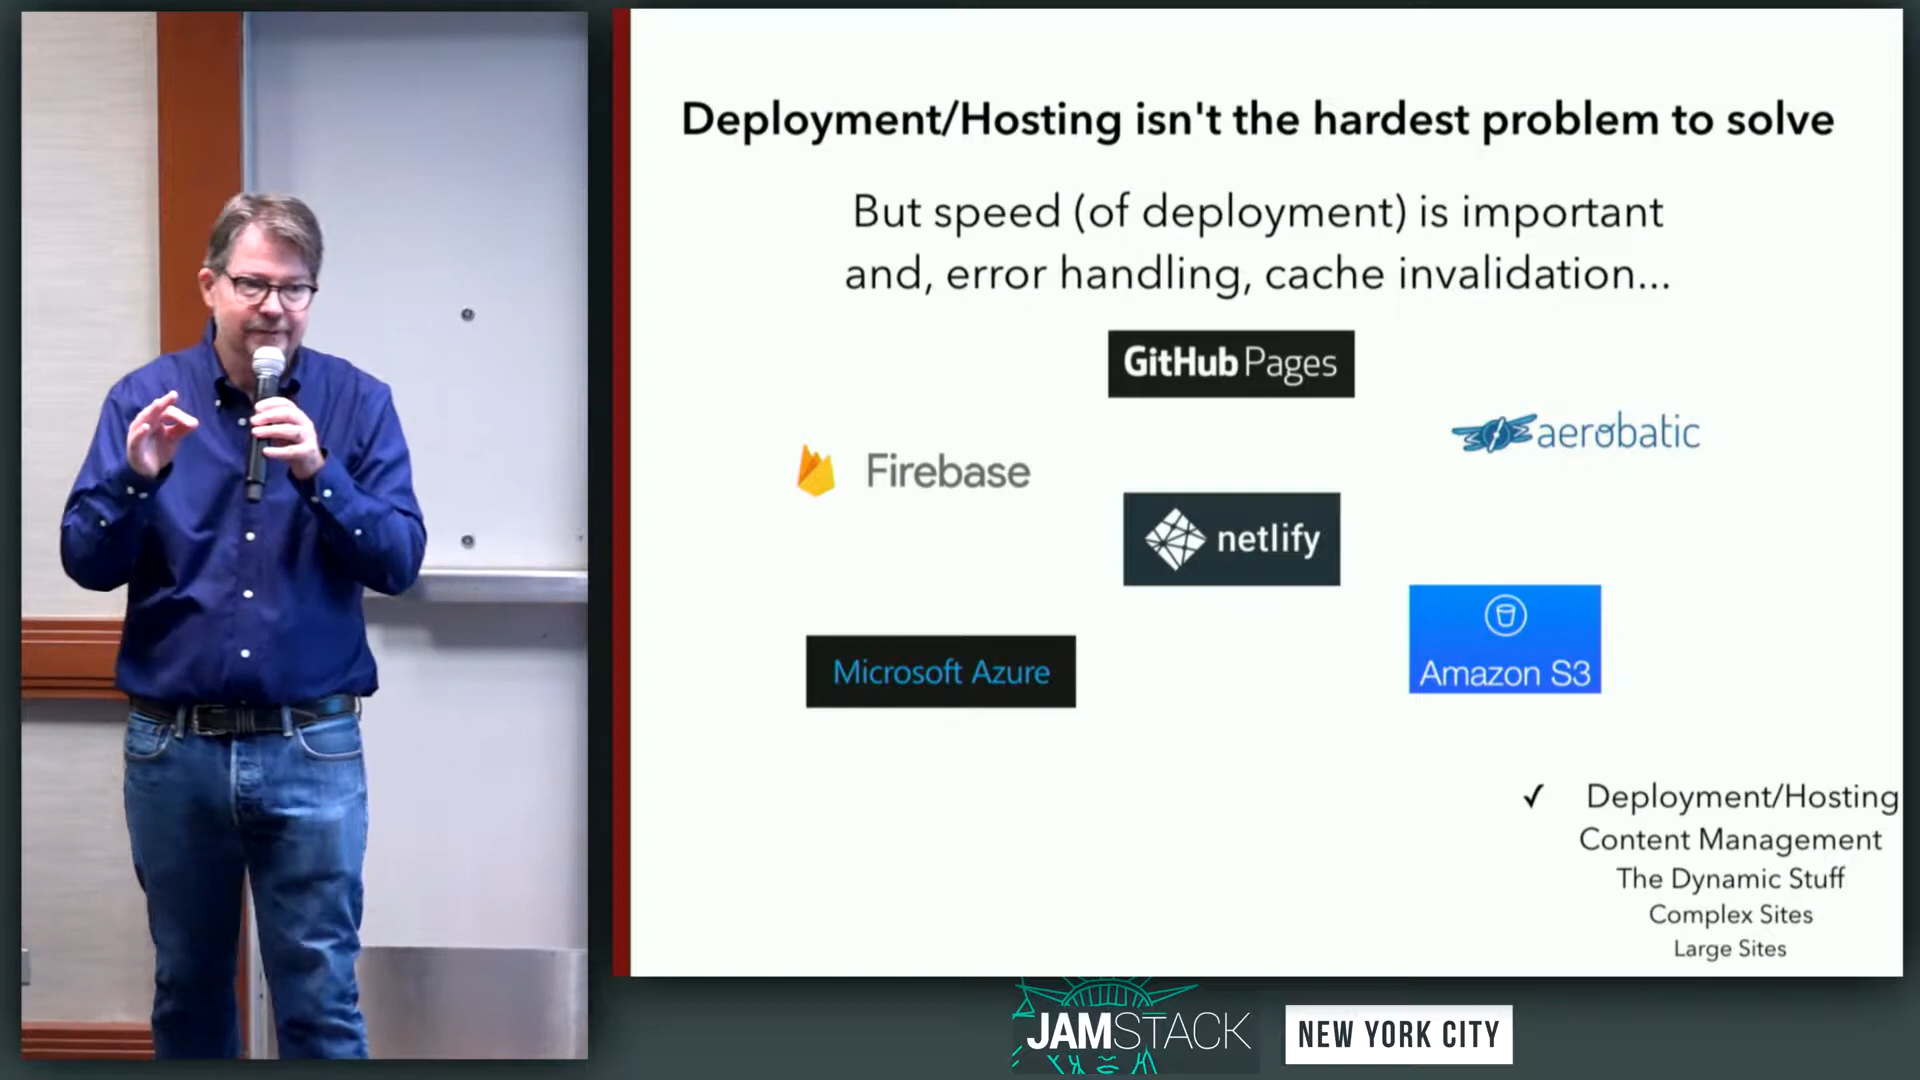 Deployment/Hosting isn't the hardest problem to solve
But speed (of deployment) is important
and, error handling, cache invalidation...
GitHub Pages
aerobatic
Firebase
netlify
Amazon S3
Microsoft Azure
✓ Deployment/Hosting
Content Management
The Dynamic Stuff
Complex Sites
Large Sites
JAMSTACK
NEW YORK CITY